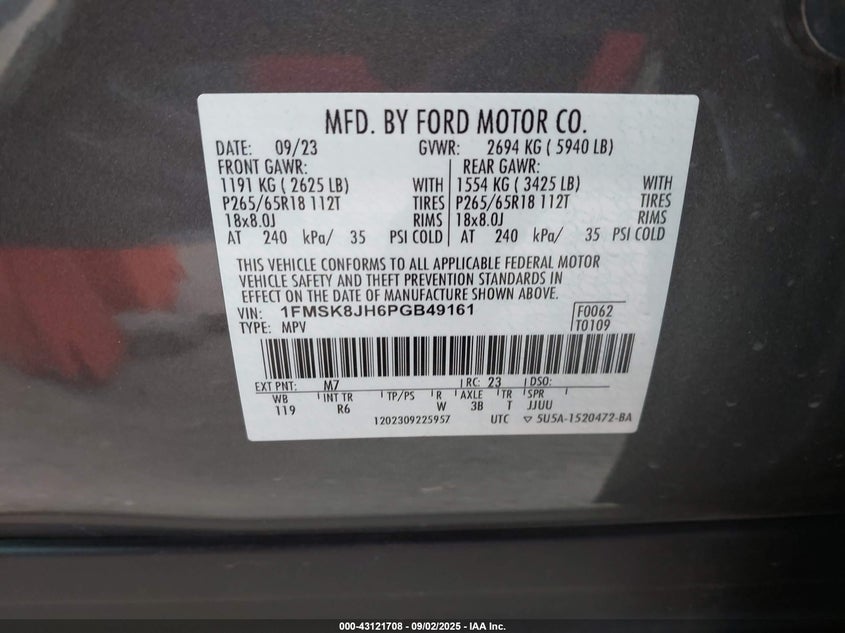 MFD. BY FORD MOTOR CO.
DATE: 09/23 GVWR: 2694 KG ( 5940 LB)
FRONT GAWR: REAR GAWR:
1191 KG ( 2625 LB) WITH 1554 KG ( 3425 LB) WITH
P265/65R18 112T TIRES P265/65R18 112T TIRES
18x8.0J RIMS 18x8.0J RIMS
AT 240 kPa/ 35 PSI COLD AT 240 kPa/ 35 PSI COLD
THIS VEHICLE CONFORMS TO ALL APPLICABLE FEDERAL MOTOR
VEHICLE SAFETY AND THEFT PREVENTION STANDARDS IN
EFFECT ON THE DATE OF MANUFACTURE SHOWN ABOVE.
VIN: 1FMSK8JH6PGB49161 F0062
TYPE: MPV T0109
EXT PNT: M7 RC: 23 DSO:
WB INT TR TP/PS R AXLE TR SPR
119 R6 W 3B T JJUU
1202309225957 UTC ▽ 5U5A-1520472-BA
000-43121708 - 09/02/2025 - IAA Inc.